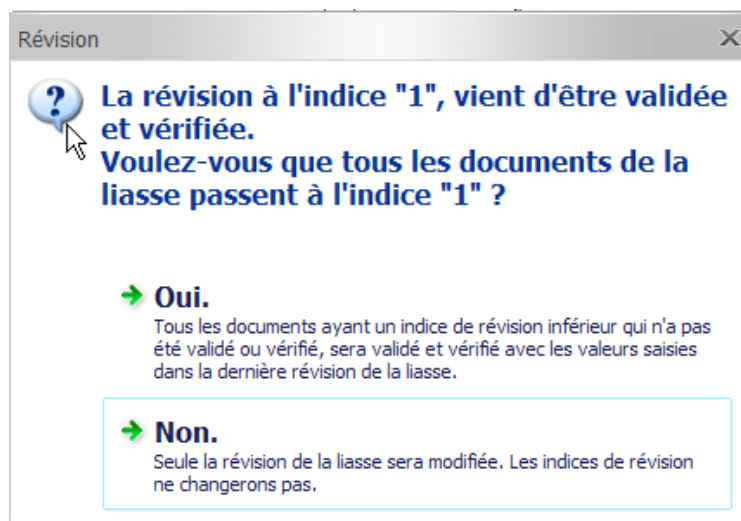 Révision
La révision à l'indice "1", vient d'être validée
et vérifiée.
Voulez-vous que tous les documents de la
liasse passent à l'indice "1" ?
Oui.
Tous les documents ayant un indice de révision inférieur qui n'a pas
été validé ou vérifié, sera validé et vérifié avec les valeurs saisies
dans la dernière révision de la liasse.
Non.
Seule la révision de la liasse sera modifiée. Les indices de révision
ne changerons pas.